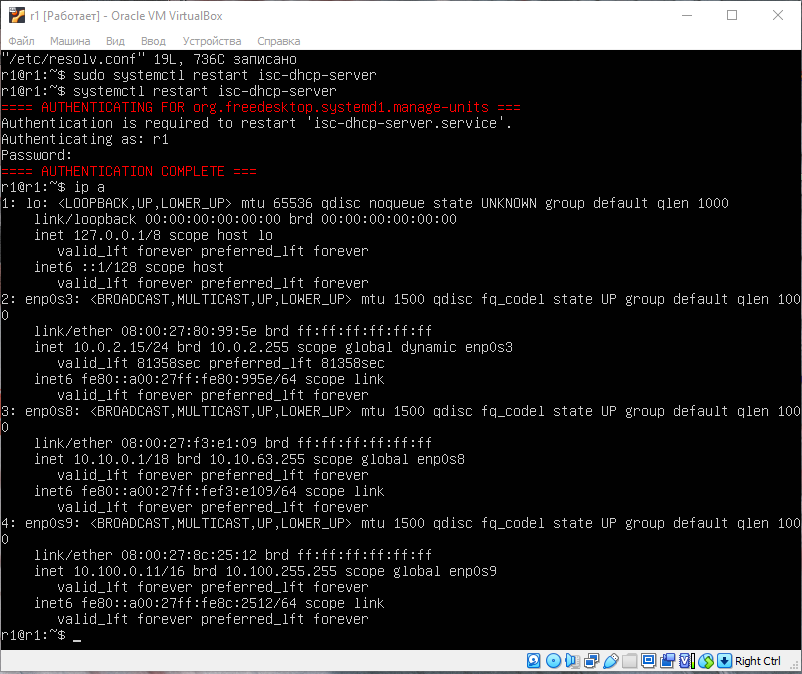 r1 [Работает] - Oracle VM VirtualBox
Файл Машина Вид Ввод Устройства Справка
"/etc/resolv.conf" 19L, 736C записано
r1@r1:~$ sudo systemctl restart isc-dhcp-server
r1@r1:~$ systemctl restart isc-dhcp-server
==== AUTHENTICATING FOR org.freedesktop.systemd1.manage-units ===
Authentication is required to restart 'isc-dhcp-server.service'.
Authenticating as: r1
Password:
==== AUTHENTICATION COMPLETE ===
r1@r1:~$ ip a
1: lo: <LOOPBACK,UP,LOWER_UP> mtu 65536 qdisc noqueue state UNKNOWN group default qlen 1000
    link/loopback 00:00:00:00:00:00 brd 00:00:00:00:00:00
    inet 127.0.0.1/8 scope host lo
       valid_lft forever preferred_lft forever
    inet6 ::1/128 scope host
       valid_lft forever preferred_lft forever
2: enp0s3: <BROADCAST,MULTICAST,UP,LOWER_UP> mtu 1500 qdisc fq_codel state UP group default qlen 100
0
    link/ether 08:00:27:80:99:5e brd ff:ff:ff:ff:ff:ff
    inet 10.0.2.15/24 brd 10.0.2.255 scope global dynamic enp0s3
       valid_lft 81358sec preferred_lft 81358sec
    inet6 fe80::a00:27ff:fe80:995e/64 scope link
       valid_lft forever preferred_lft forever
3: enp0s8: <BROADCAST,MULTICAST,UP,LOWER_UP> mtu 1500 qdisc fq_codel state UP group default qlen 100
0
    link/ether 08:00:27:f3:e1:09 brd ff:ff:ff:ff:ff:ff
    inet 10.10.0.1/18 brd 10.10.63.255 scope global enp0s8
       valid_lft forever preferred_lft forever
    inet6 fe80::a00:27ff:fef3:e109/64 scope link
       valid_lft forever preferred_lft forever
4: enp0s9: <BROADCAST,MULTICAST,UP,LOWER_UP> mtu 1500 qdisc fq_codel state UP group default qlen 100
0
    link/ether 08:00:27:8c:25:12 brd ff:ff:ff:ff:ff:ff
    inet 10.100.0.11/16 brd 10.100.255.255 scope global enp0s9
       valid_lft forever preferred_lft forever
    inet6 fe80::a00:27ff:fe8c:2512/64 scope link
       valid_lft forever preferred_lft forever
r1@r1:~$ _
Right Ctrl